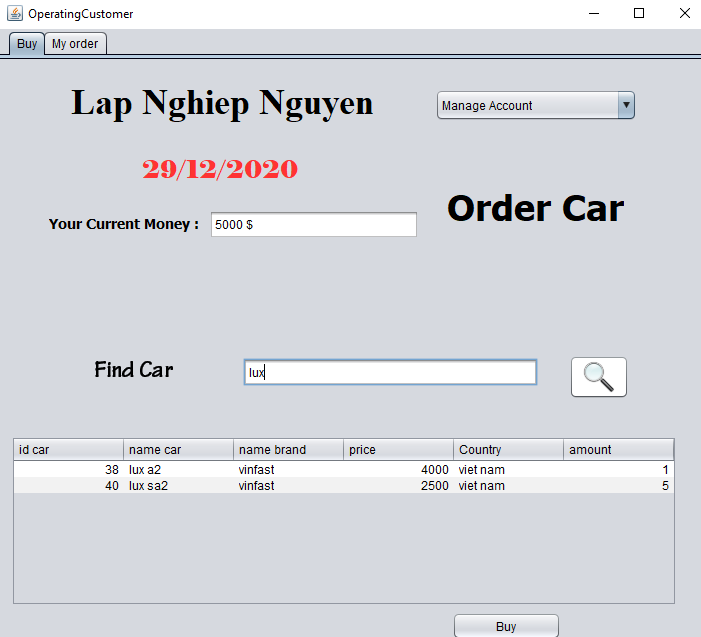 OperatingCustomer
Buy My order
Lap Nghiep Nguyen
Manage Account
29/12/2020
Order Car
Your Current Money : 5000 $
Find Car lux
id car name car name brand price Country amount
38 lux a2 vinfast 4000 viet nam 1
40 lux sa2 vinfast 2500 viet nam 5
Buy